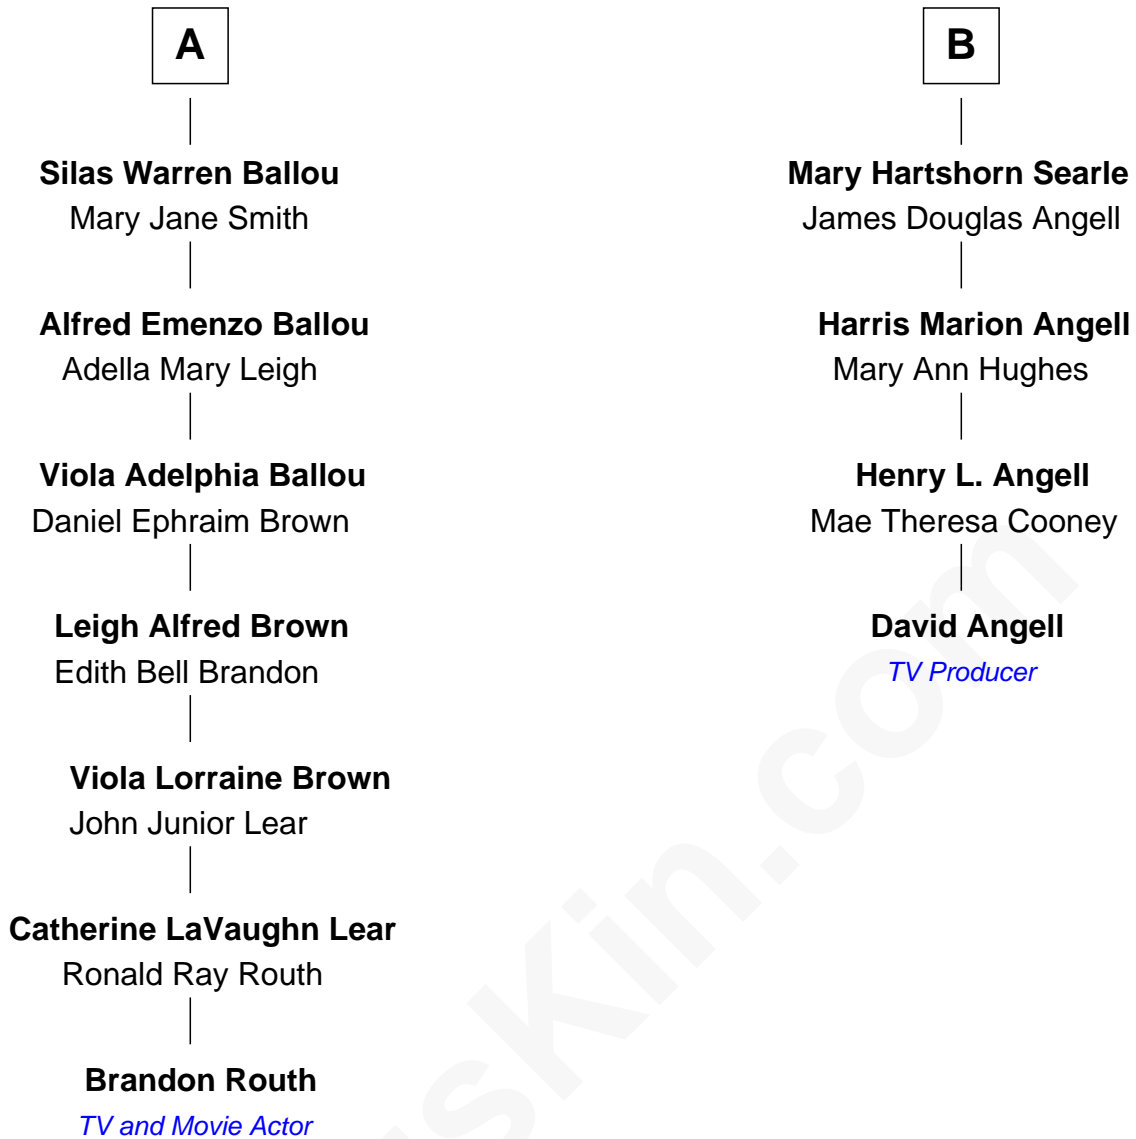 A
Silas Warren Ballou
Mary Jane Smith
Alfred Emenzo Ballou
Adella Mary Leigh
Viola Adelphia Ballou
Daniel Ephraim Brown
Leigh Alfred Brown
Edith Bell Brandon
Viola Lorraine Brown
John Junior Lear
Catherine LaVaughn Lear
Ronald Ray Routh
Brandon Routh
TV and Movie Actor
B
Mary Hartshorn Searle
James Douglas Angell
Harris Marion Angell
Mary Ann Hughes
Henry L. Angell
Mae Theresa Cooney
David Angell
TV Producer
sKin.com